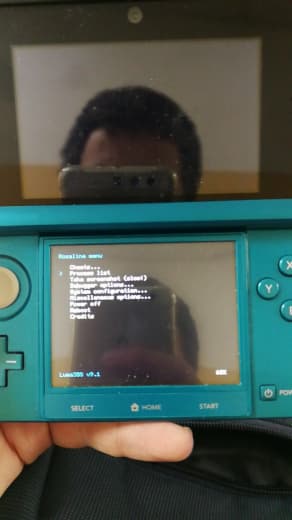 Rosalina menu
Cheats...
> Process list
Take screenshot (slow!)
Debugger options...
System configuration...
Miscellaneous options...
Power off
Reboot
Credits
Luma3DS v9.1
X
Y
SELECT
HOME
START
POW